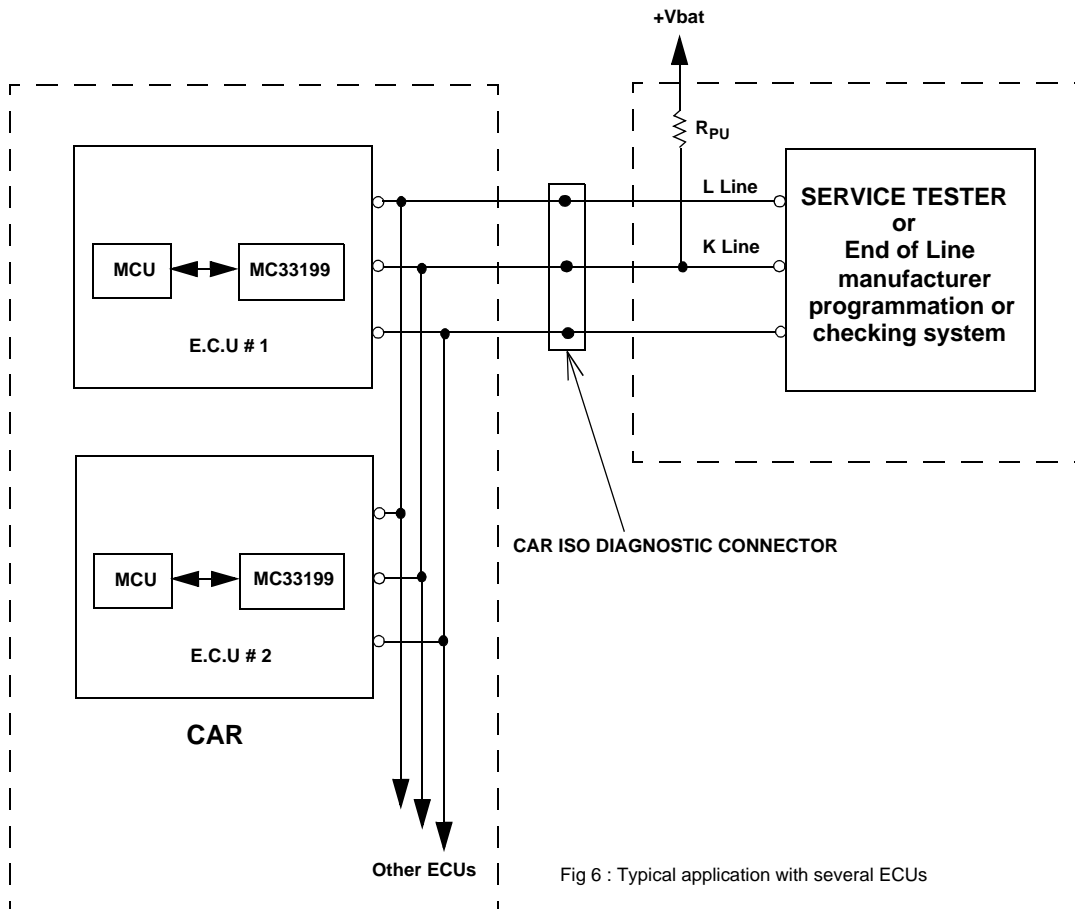 +Vbat
R_PU
L Line
K Line
SERVICE TESTER
or
End of Line
manufacturer
programmation or
checking system
MCU
MC33199
E.C.U # 1
CAR ISO DIAGNOSTIC CONNECTOR
MCU
MC33199
E.C.U # 2
CAR
Other ECUs
Fig 6 : Typical application with several ECUs